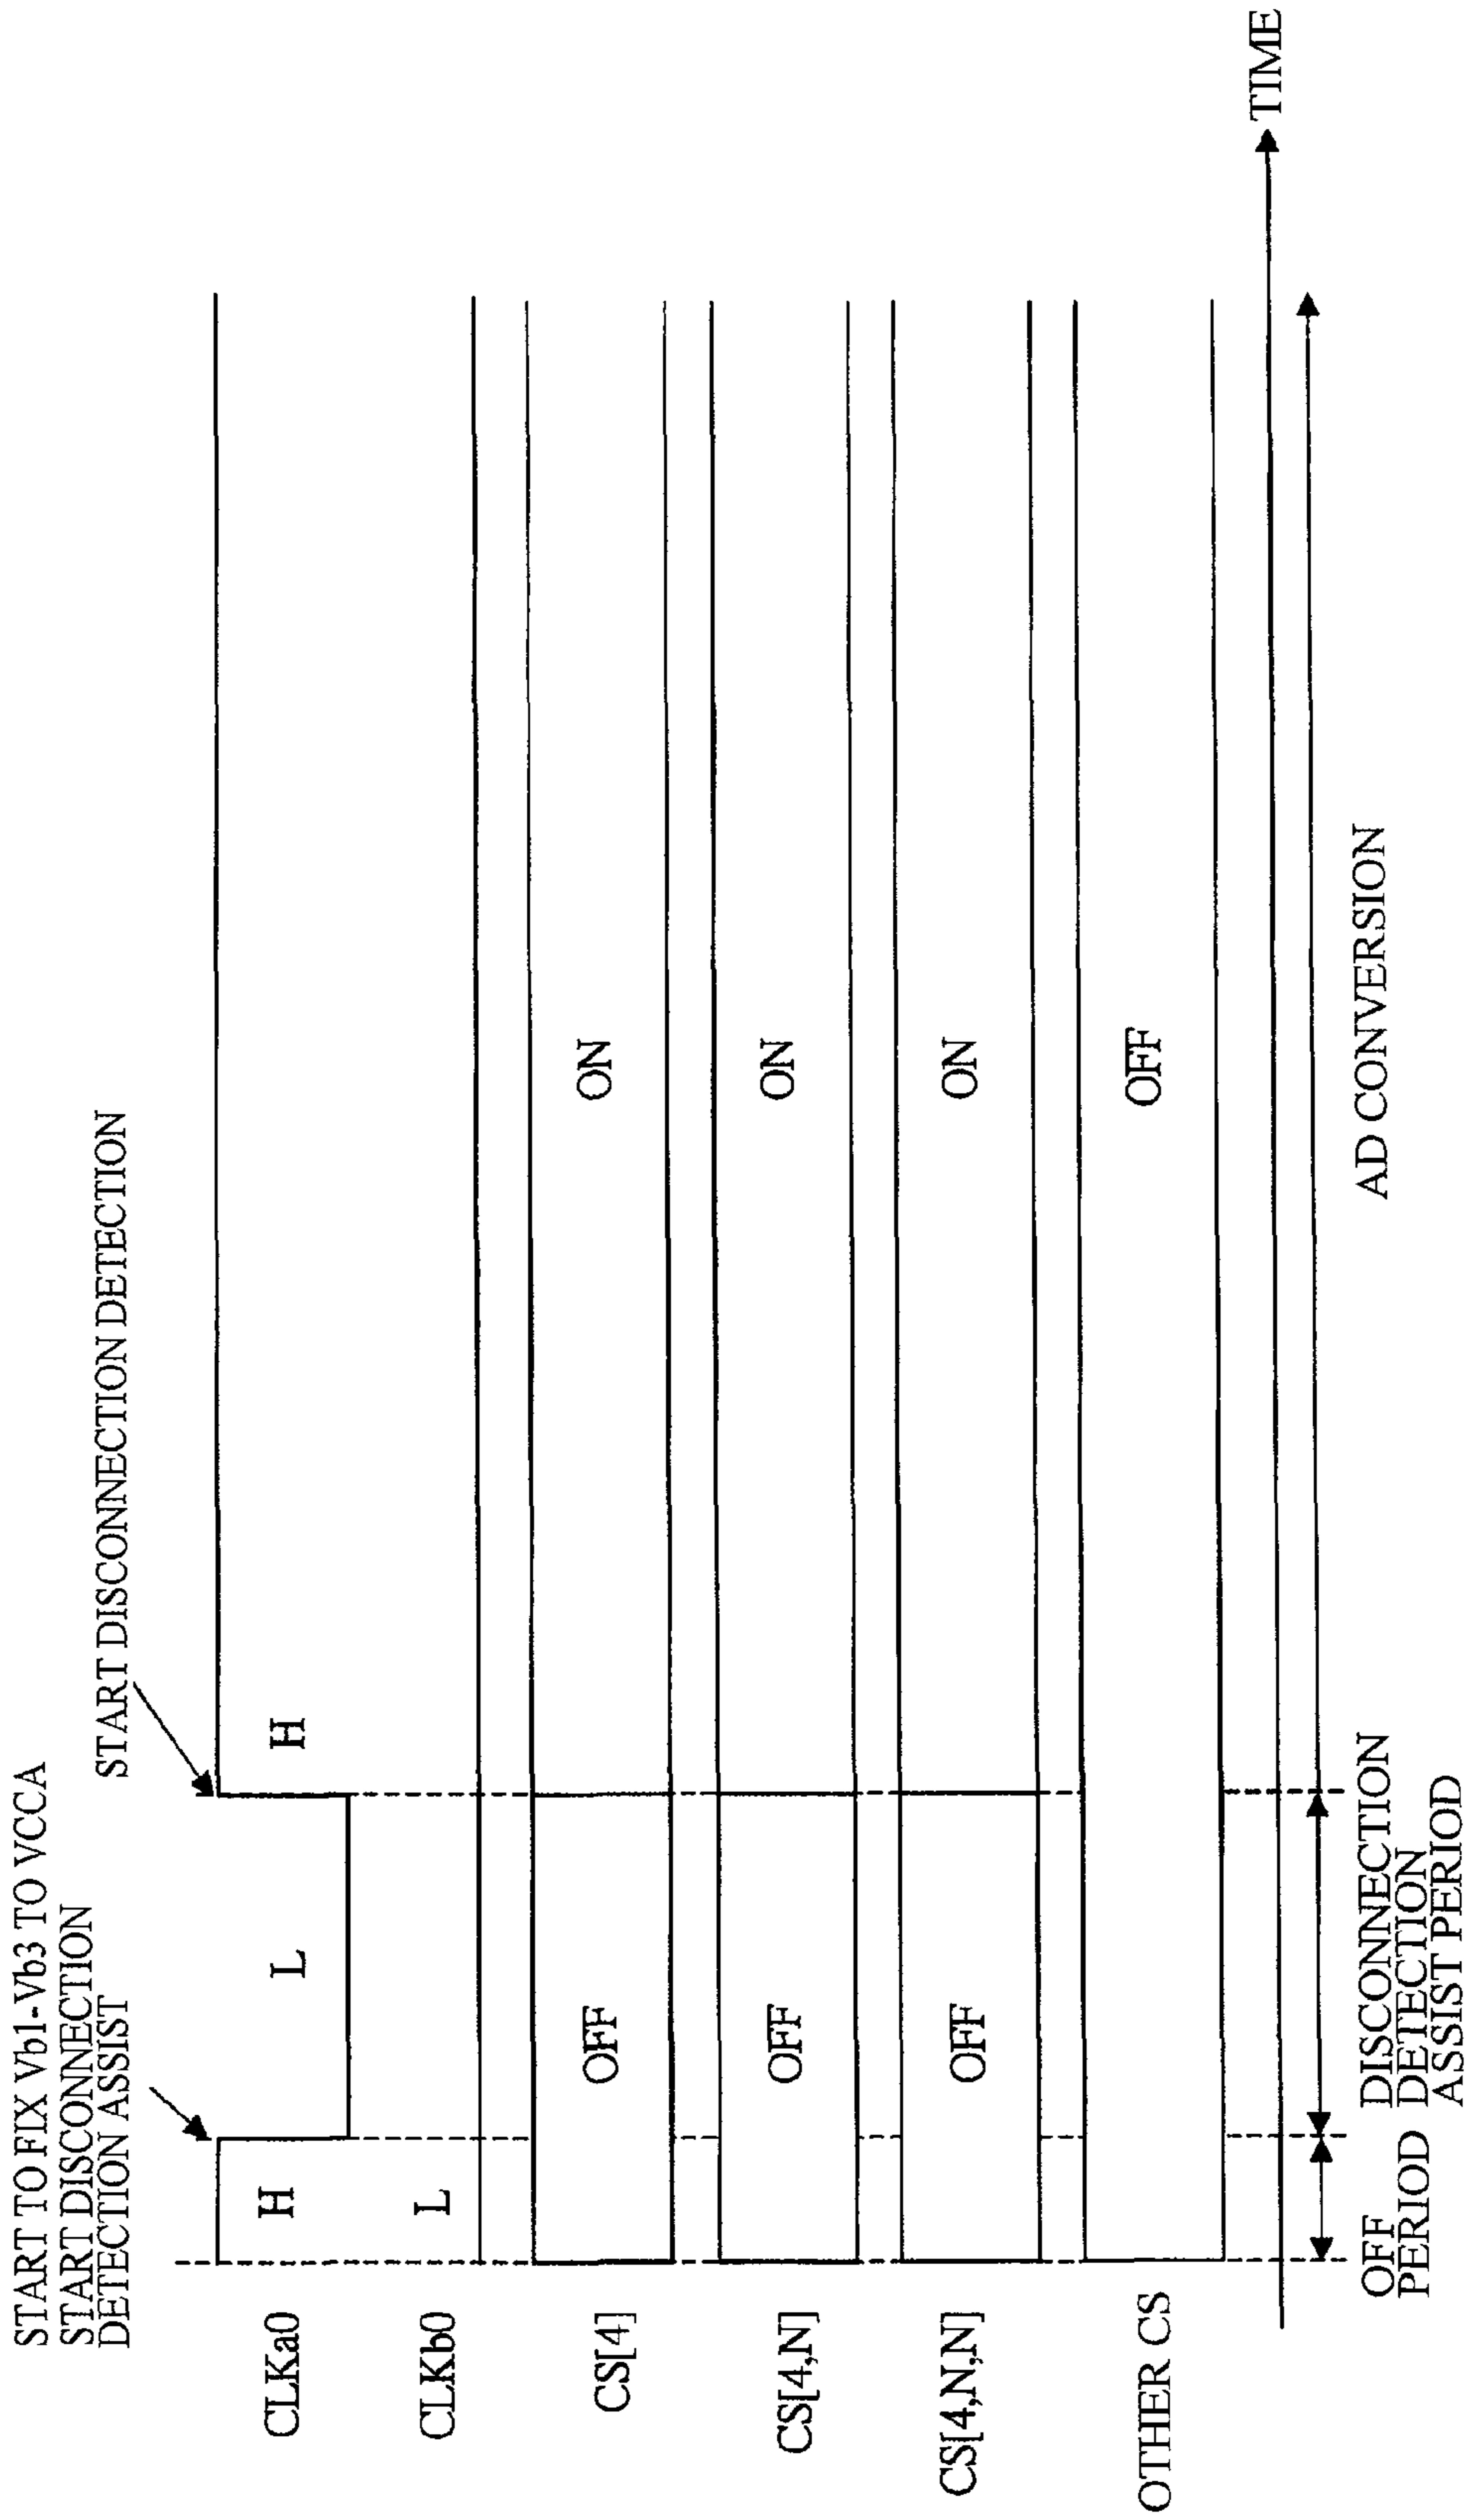 START TO FIX Vb1-Vb3 TO VCCA
START DISCONNECTION
DETECTION ASSIST
START DISCONNECTION DETECTION
CLKa0
H
L
H
CLKb0
L
CS[4]
OFF
ON
CS[4,N]
OFF
ON
CS[4,N,N]
OFF
ON
OTHER CS
OFF
TIME
OFF
PERIOD
DISCONNECTION
DETECTION
ASSIST PERIOD
AD CONVERSION